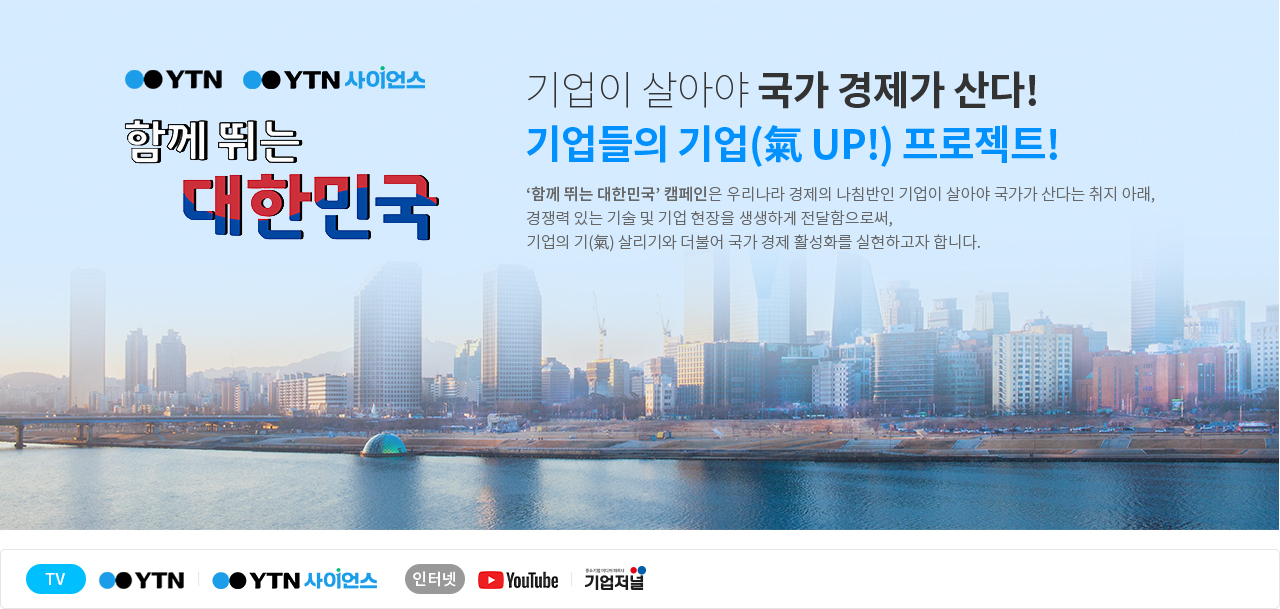 YTN YTN 사이언스
함께 뛰는
대한민국
기업이 살아야 국가 경제가 산다!
기업들의 기업(氣 UP!) 프로젝트!
‘함께 뛰는 대한민국’ 캠페인은 우리나라 경제의 나침반인 기업이 살아야 국가가 산다는 취지 아래,
경쟁력 있는 기술 및 기업 현장을 생생하게 전달함으로써,
기업의 기(氣) 살리기와 더불어 국가 경제 활성화를 실현하고자 합니다.
TV YTN YTN 사이언스 인터넷 YouTube 기업저널